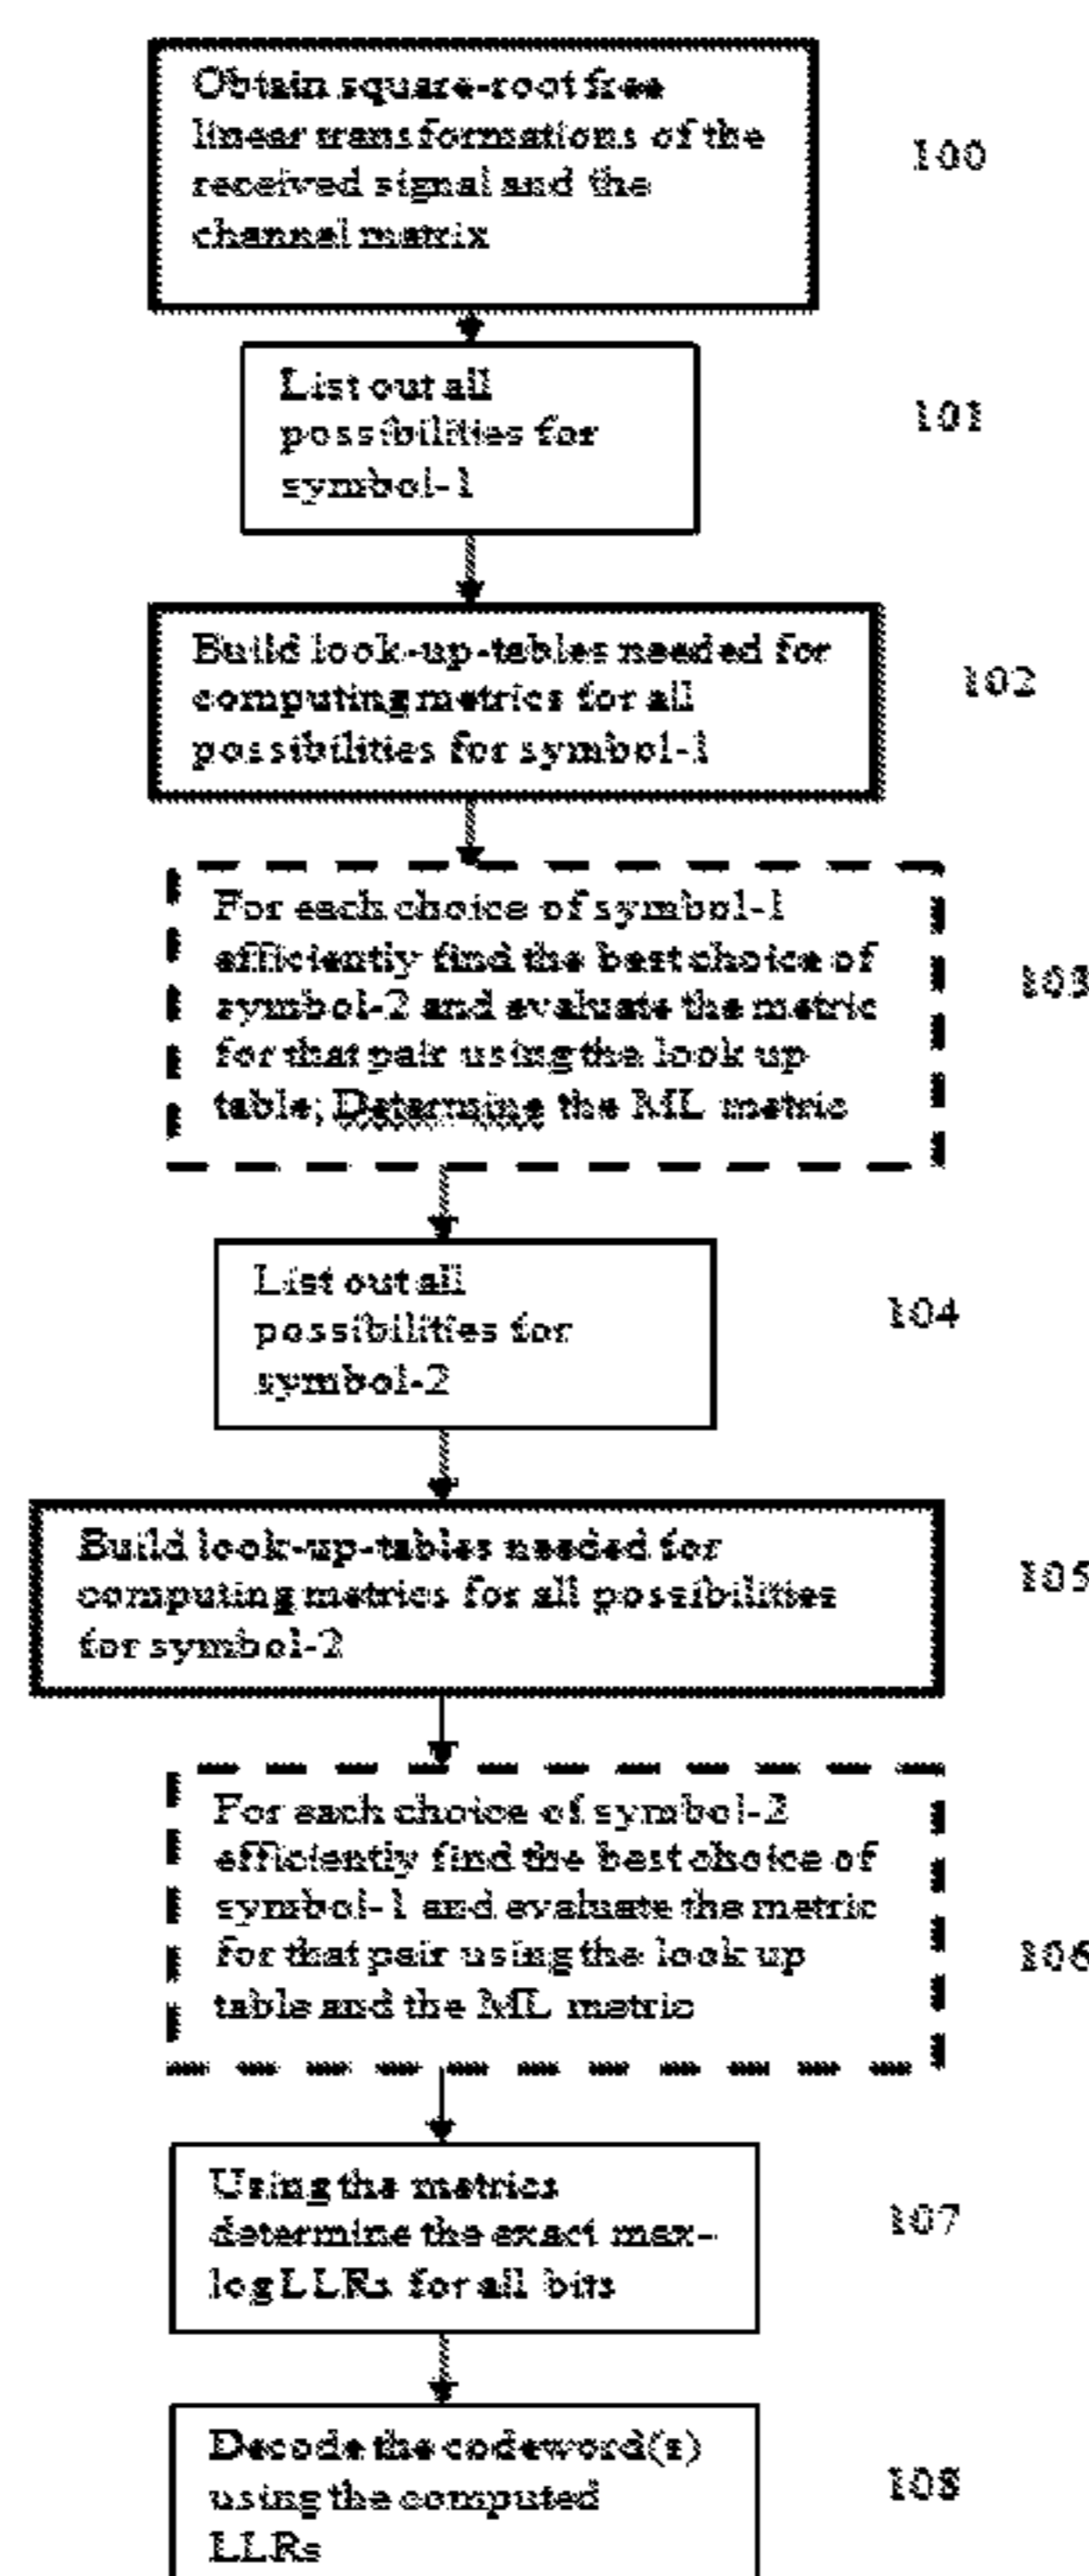 Obtain square-root free
linear transformations of the
received signal and the
channel matrix
100
List out all
possibilities for
symbol-1
101
Build look-up-tables needed for
computing metrics for all
possibilities for symbol-1
102
For each choice of symbol-1
efficiently find the best choice of
symbol-2 and evaluate the metric
for that pair using the look up
table; Determine the ML metric
103
List out all
possibilities for
symbol-2
104
Build look-up-tables needed for
computing metrics for all possibilities
for symbol-2
105
For each choice of symbol-2
efficiently find the best choice of
symbol-1 and evaluate the metric
for that pair using the look up
table and the ML metric
106
Using the metrics
determine the exact max-
log LLRs for all bits
107
Decode the codeword(s)
using the computed
LLRs
108